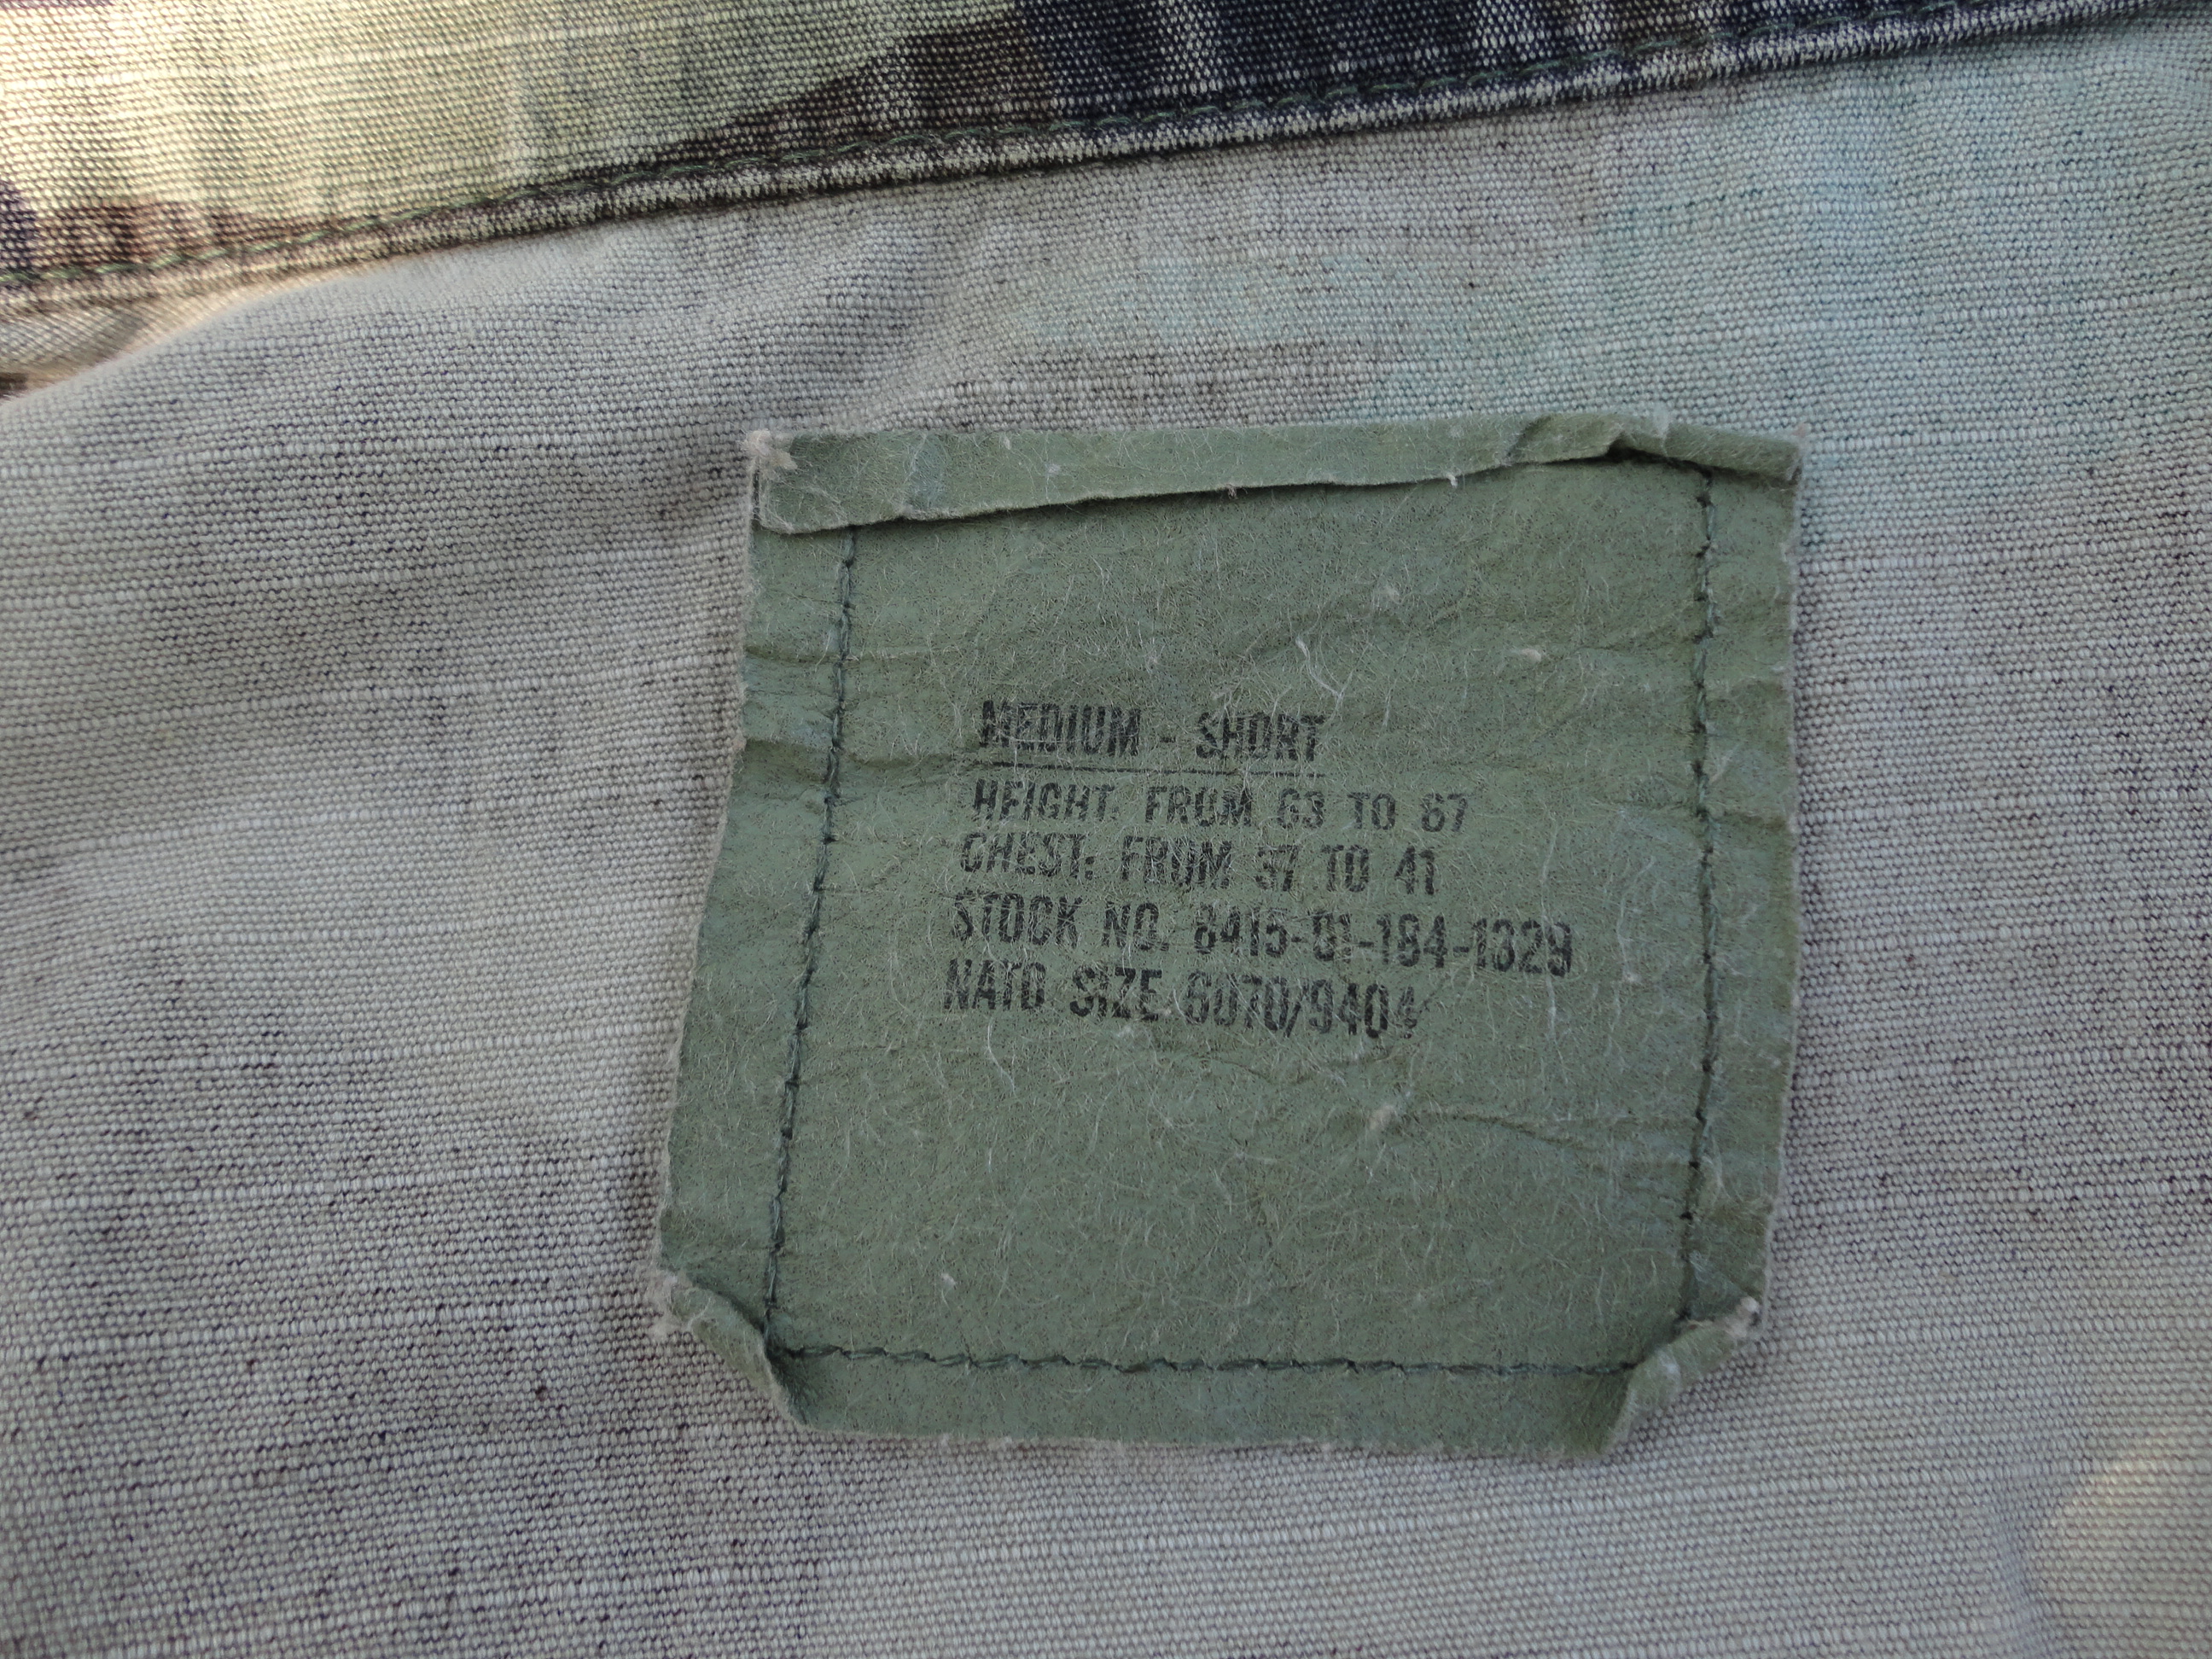 MEDIUM - SHORT
HEIGHT: FROM 63 TO 67
CHEST: FROM 37 TO 41
STOCK NO. 8415-01-184-1329
NATO SIZE 6070/9404